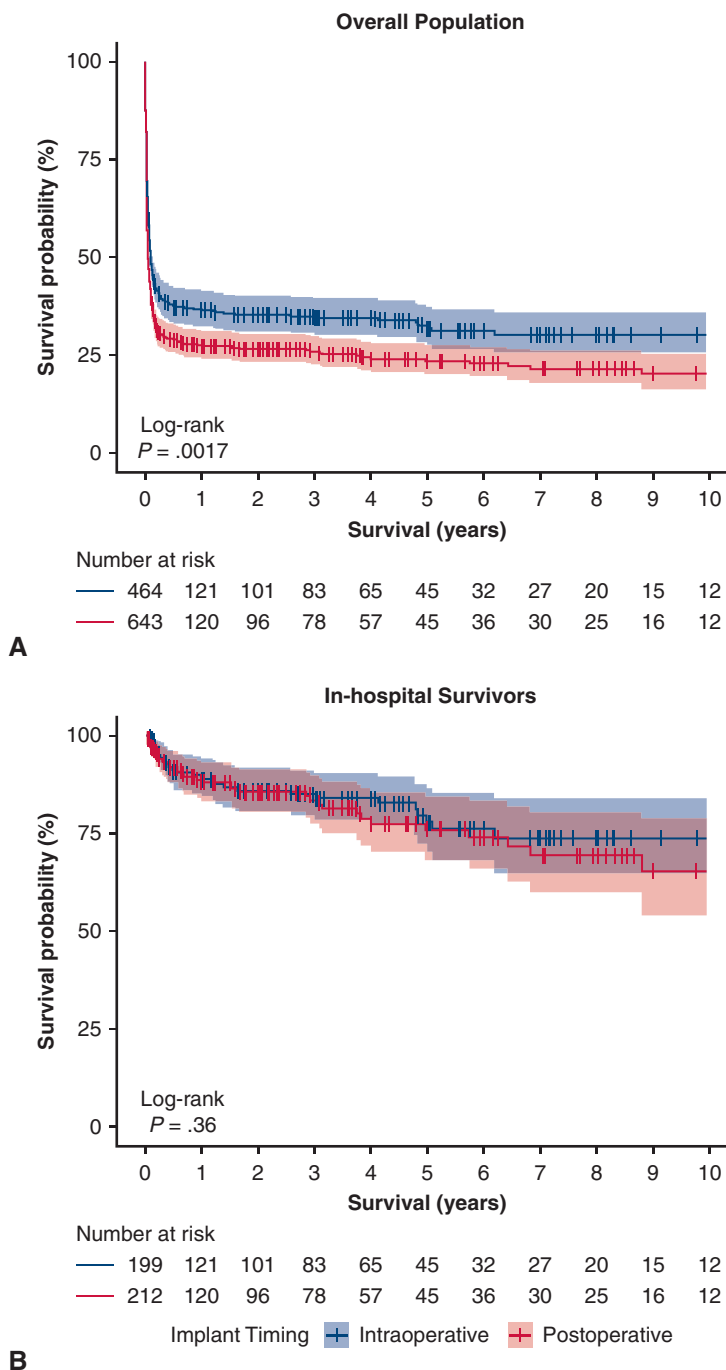 Overall Population
Survival probability (%)
100
75
50
25
0
Log-rank
P = .0017
0 1 2 3 4 5 6 7 8 9 10
Survival (years)
Number at risk
464 121 101 83 65 45 32 27 20 15 12
643 120 96 78 57 45 36 30 25 16 12
A
In-hospital Survivors
Survival probability (%)
100
75
50
25
0
Log-rank
P = .36
0 1 2 3 4 5 6 7 8 9 10
Survival (years)
Number at risk
199 121 101 83 65 45 32 27 20 15 12
212 120 96 78 57 45 36 30 25 16 12
Implant Timing Intraoperative Postoperative
B